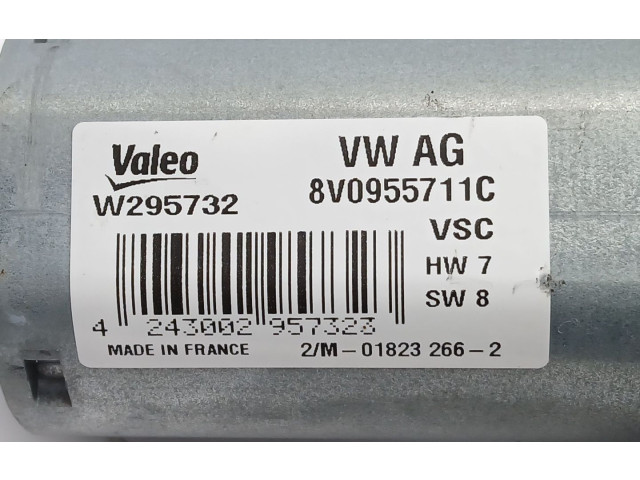 Valeo
W295732
VW AG
8V0955711C
VSC
HW 7
SW 8
4 243002 957323
MADE IN FRANCE
2/M-01823 266-2